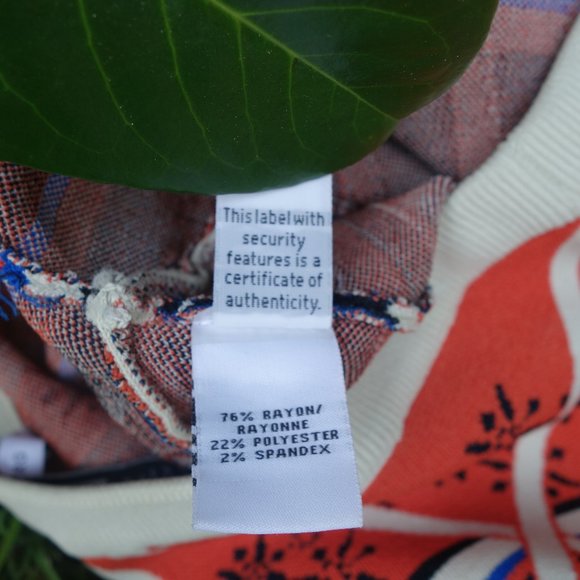 This label with
security
features is a
certificate of
authenticity.
76% RAYON/
RAYONNE
22% POLYESTER
2% SPANDEX